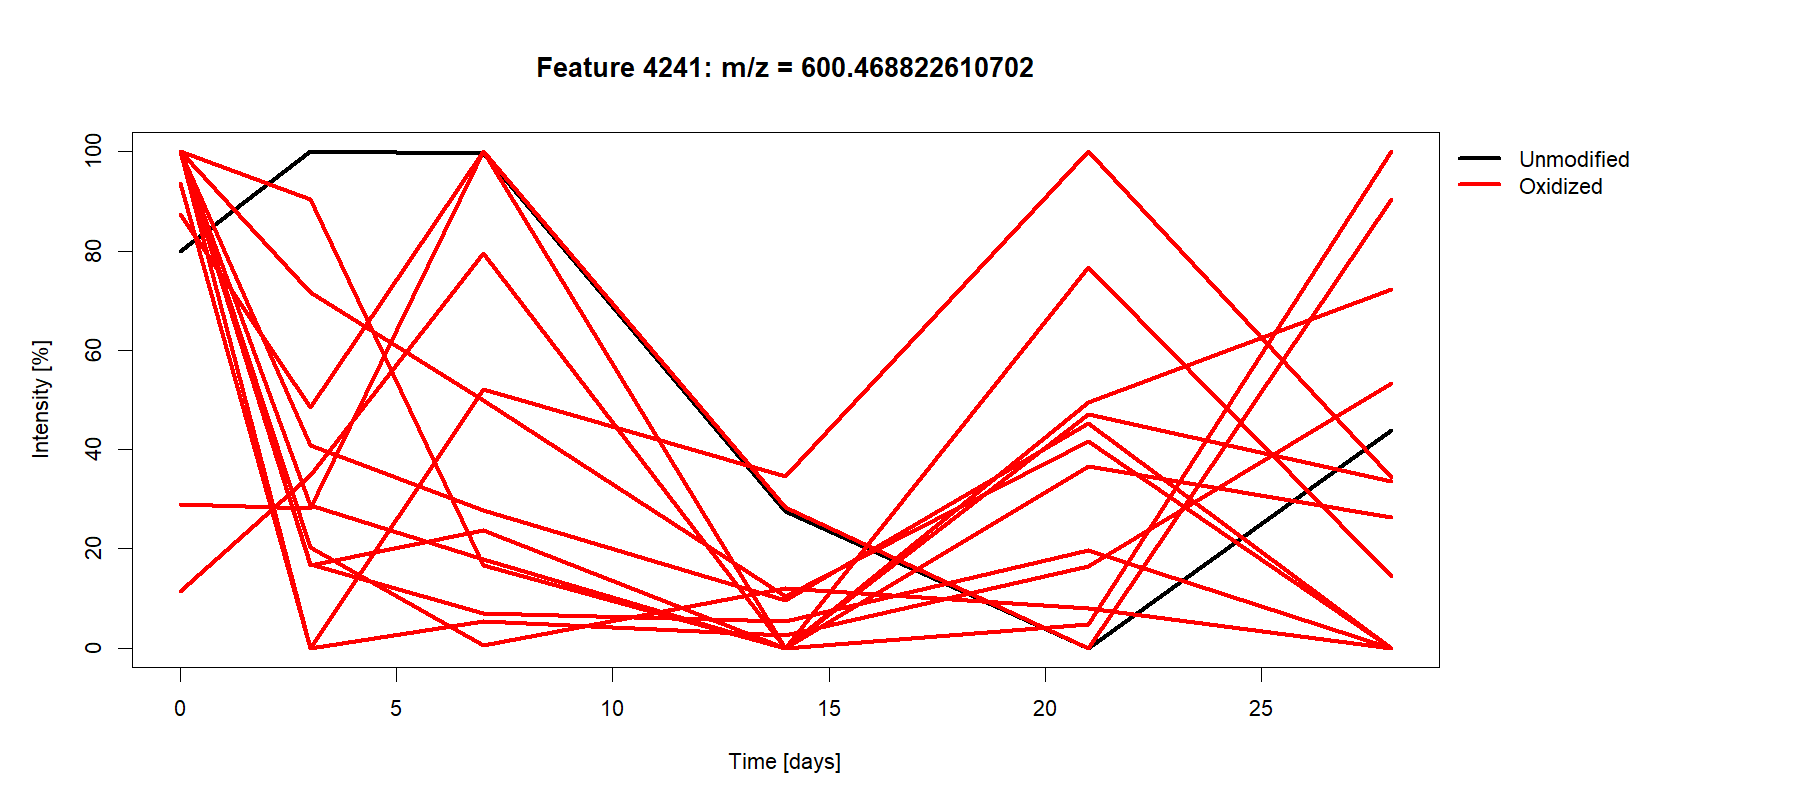 Feature 4241: m/z = 600.468822610702
Unmodified
Oxidized
Intensity [%]
100
80
60
40
20
0
0 5 10 15 20 25
Time [days]